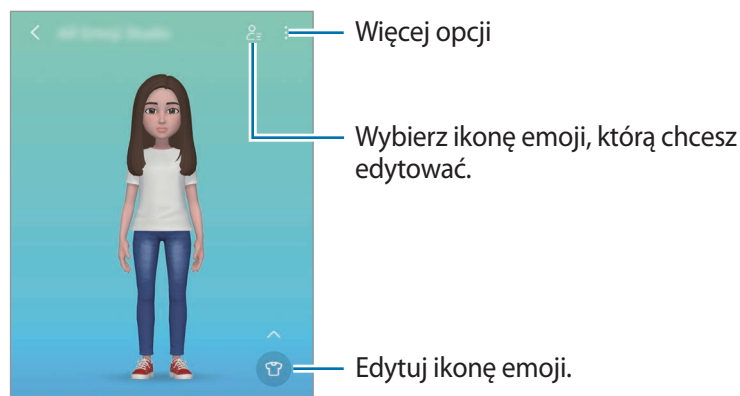 Więcej opcji
Wybierz ikonę emoji, którą chcesz
edytować.
Edytuj ikonę emoji.